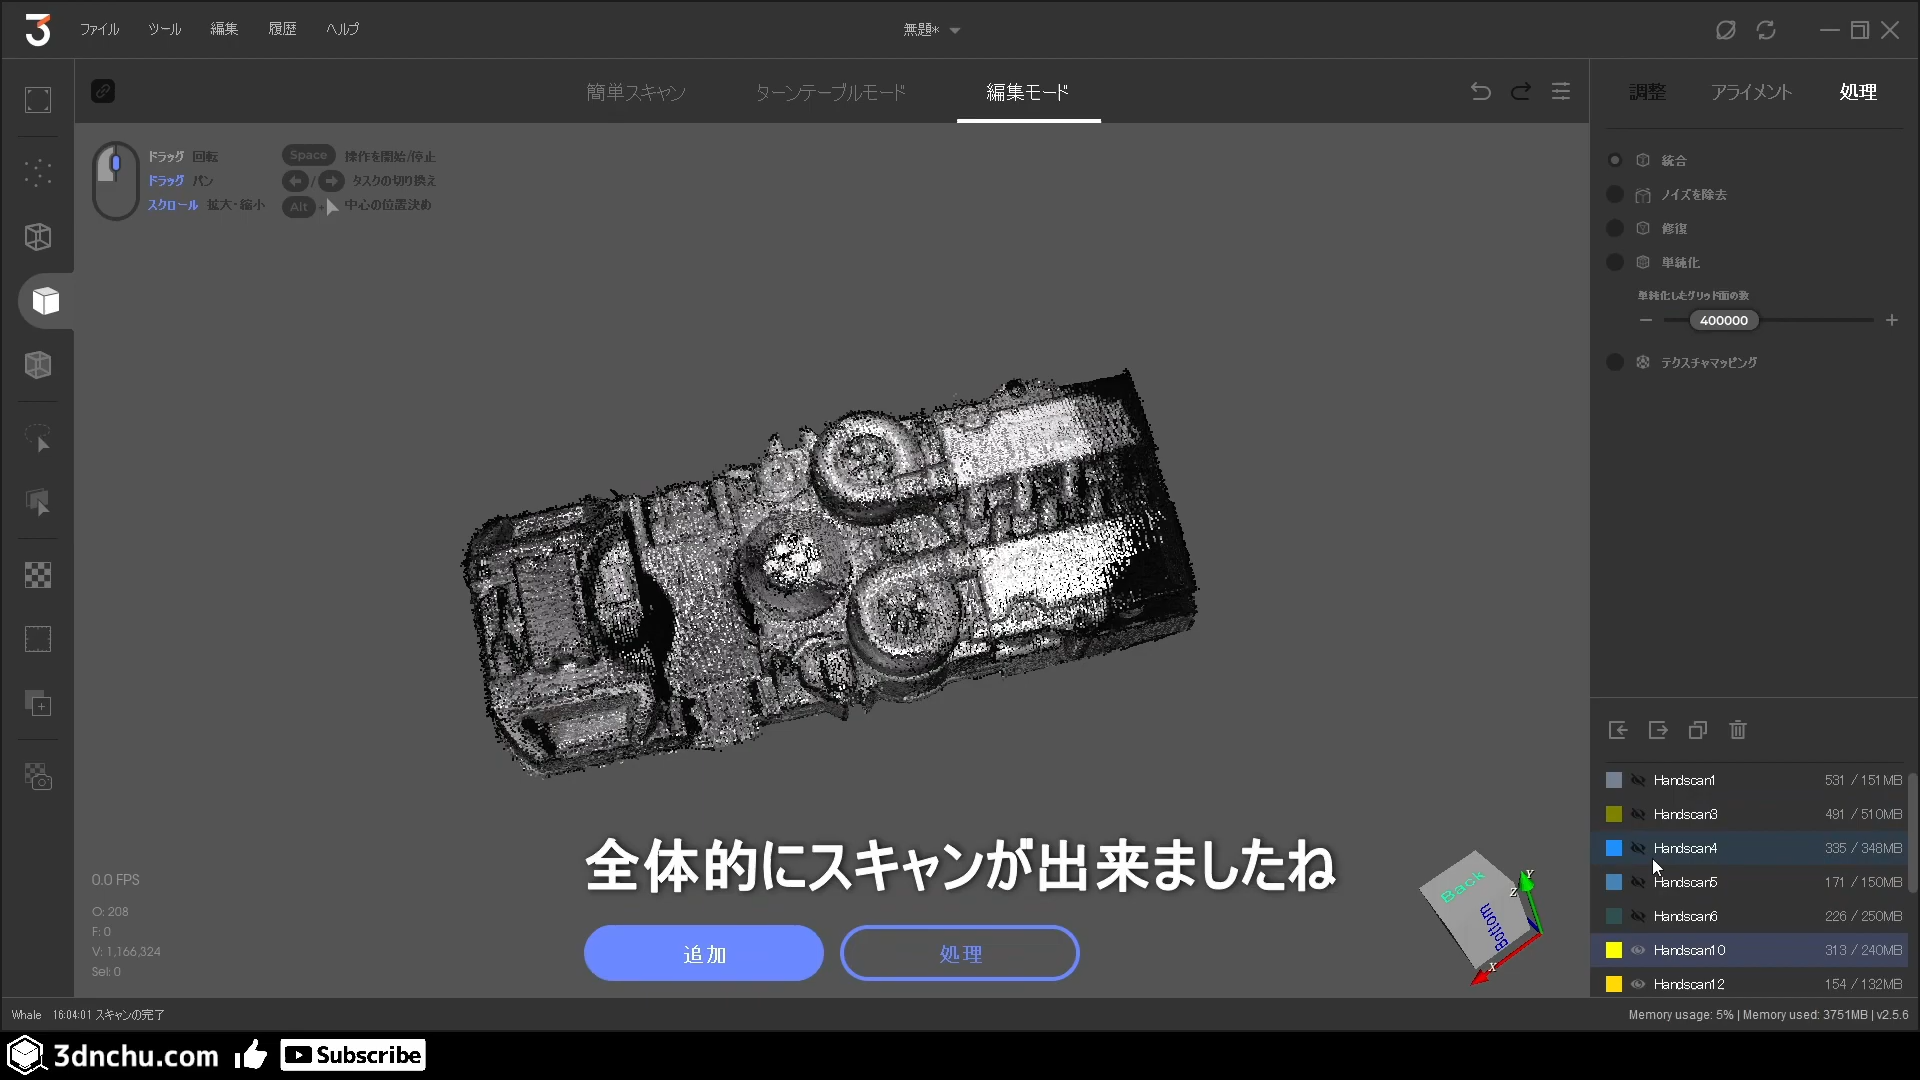 ファイル ツール 編集 履歴 ヘルプ
無題*
簡単スキャン ターンテーブルモード 編集モード
調整 アライメント 処理
ドラッグ 回転 Space 操作を開始/停止
ドラッグ パン / タスクの切り換え
スクロール 拡大・縮小 Alt + 中心の位置決め
統合
ノイズを除去
修復
単純化
単純化したグリッド面の数
400000
テクスチャマッピング
Handscan1 531 / 151MB
Handscan3 491 / 510MB
Handscan4 335 / 348MB
Handscan5 171 / 150MB
Handscan6 226 / 250MB
Handscan10 313 / 240MB
Handscan12 154 / 132MB
全体的にスキャンが出来ましたね
Back
Bottom
Y
Z
X
0.0 FPS
O: 208
F: 0
V: 1,166,324
Sel: 0
追加 処理
Whale 16:04:01 スキャンの完了
Memory usage: 5% | Memory used: 3751MB | v2.5.6
3dnchu.com Subscribe